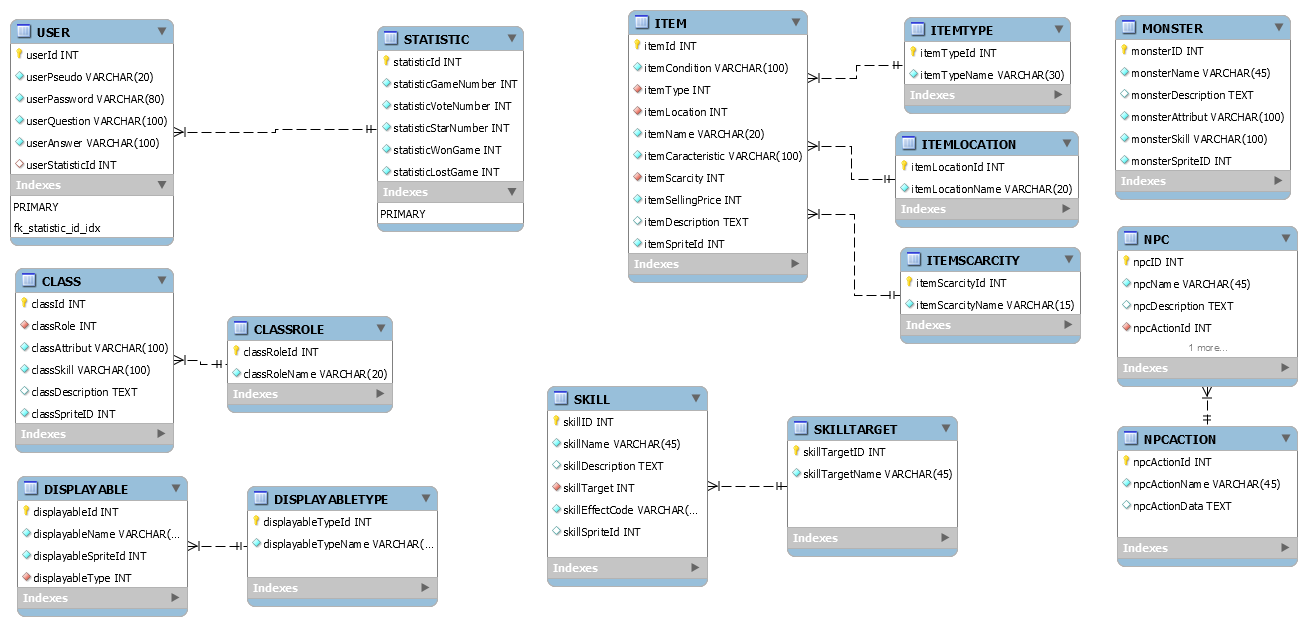 USER
userId INT
userPseudo VARCHAR(20)
userPassword VARCHAR(80)
userQuestion VARCHAR(100)
userAnswer VARCHAR(100)
userStatisticId INT
Indexes
PRIMARY
fk_statistic_id_idx
STATISTIC
statisticId INT
statisticGameNumber INT
statisticVoteNumber INT
statisticStarNumber INT
statisticWonGame INT
statisticLostGame INT
Indexes
PRIMARY
ITEM
itemId INT
itemCondition VARCHAR(100)
itemType INT
itemLocation INT
itemName VARCHAR(20)
itemCaracteristic VARCHAR(100)
itemScarcity INT
itemSellingPrice INT
itemDescription TEXT
itemSpriteId INT
Indexes
ITEMTYPE
itemTypeId INT
itemTypeName VARCHAR(30)
Indexes
ITEMLOCATION
itemLocationId INT
itemLocationName VARCHAR(20)
Indexes
ITEMSCARCITY
itemScarcityId INT
itemScarcityName VARCHAR(15)
Indexes
MONSTER
monsterID INT
monsterName VARCHAR(45)
monsterDescription TEXT
monsterAttribut VARCHAR(100)
monsterSkill VARCHAR(100)
monsterSpriteID INT
Indexes
NPC
npcID INT
npcName VARCHAR(45)
npcDescription TEXT
npcActionId INT
1 more...
Indexes
NPCACTION
npcActionId INT
npcActionName VARCHAR(45)
npcActionData TEXT
Indexes
CLASS
classId INT
classRole INT
classAttribut VARCHAR(100)
classSkill VARCHAR(100)
classDescription TEXT
classSpriteID INT
Indexes
CLASSROLE
classRoleId INT
classRoleName VARCHAR(20)
Indexes
SKILL
skillID INT
skillName VARCHAR(45)
skillDescription TEXT
skillTarget INT
skillEffectCode VARCHAR(...
skillSpriteId INT
Indexes
SKILLTARGET
skillTargetID INT
skillTargetName VARCHAR(45)
Indexes
DISPLAYABLE
displayableId INT
displayableName VARCHAR(...
displayableSpriteId INT
displayableType INT
Indexes
DISPLAYABLETYPE
displayableTypeId INT
displayableTypeName VARCHAR(...
Indexes